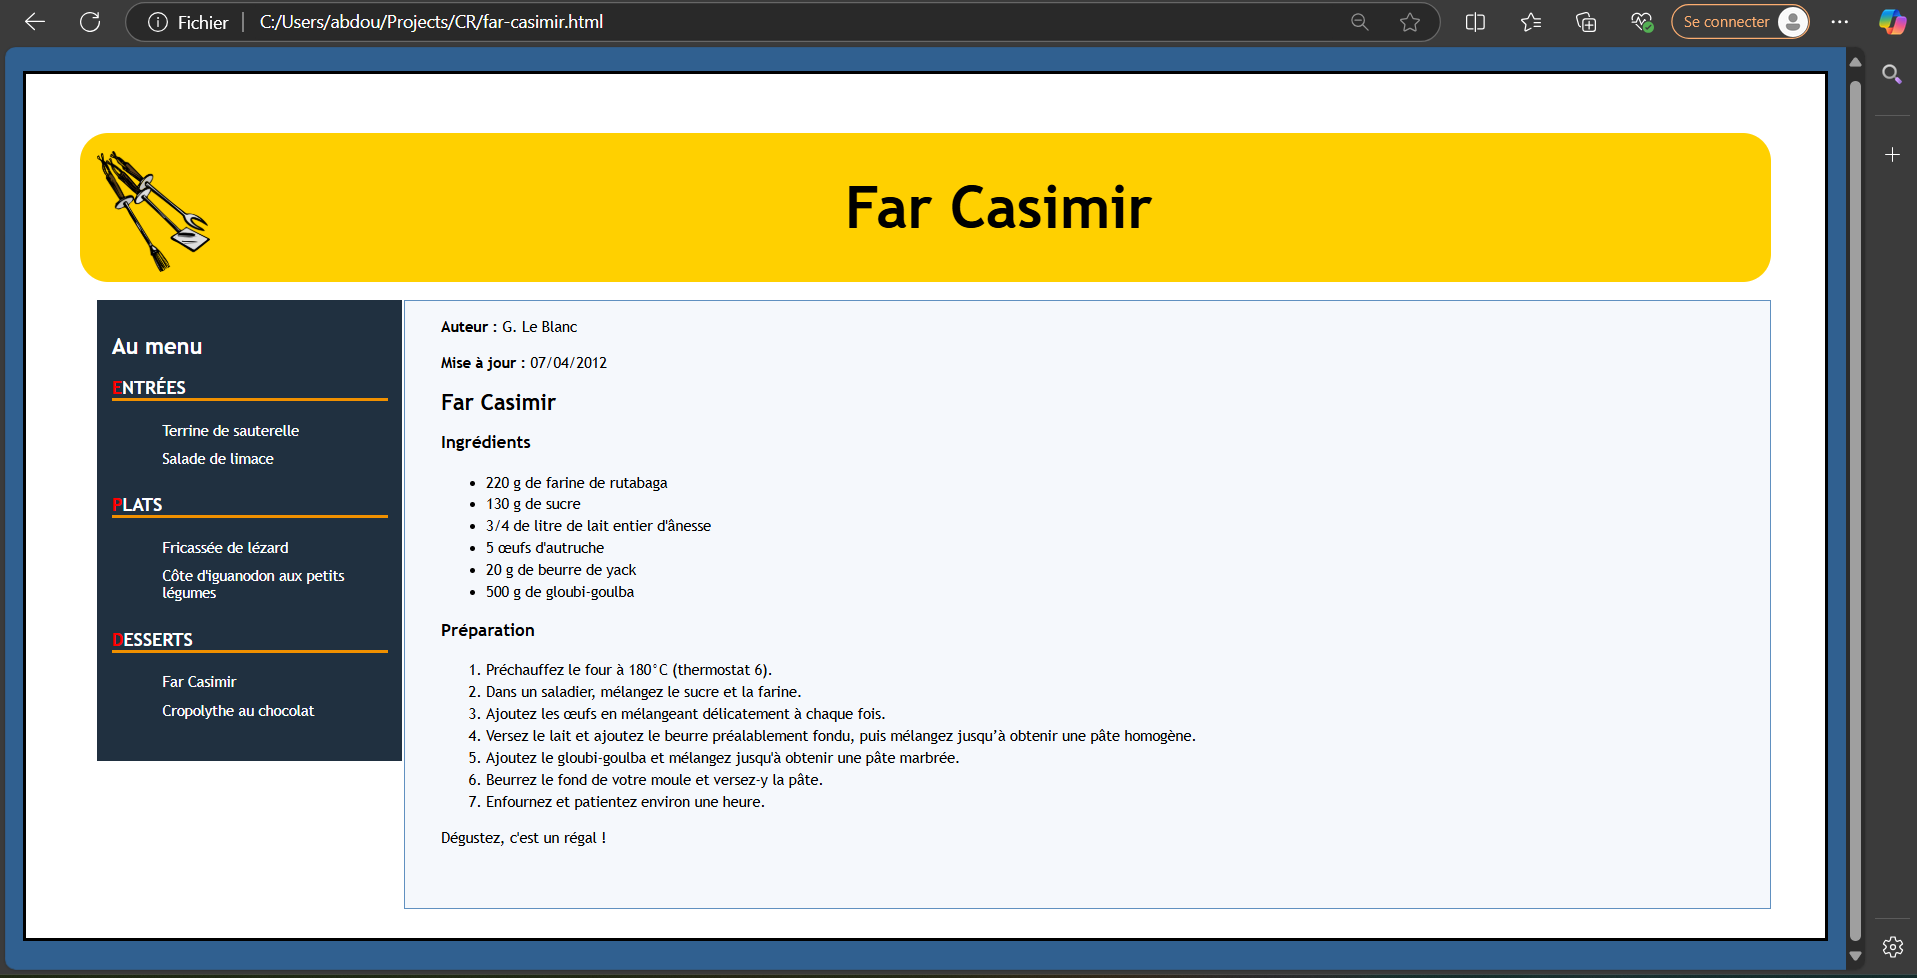 Fichier
C:/Users/abdou/Projects/CR/far-casimir.html
Se connecter
Far Casimir
Au menu
ENTRÉES
Terrine de sauterelle
Salade de limace
PLATS
Fricassée de lézard
Côte d'iguanodon aux petits
légumes
DESSERTS
Far Casimir
Cropolythe au chocolat
Auteur : G. Le Blanc
Mise à jour : 07/04/2012
Far Casimir
Ingrédients
• 220 g de farine de rutabaga
• 130 g de sucre
• 3/4 de litre de lait entier d'ânesse
• 5 œufs d'autruche
• 20 g de beurre de yack
• 500 g de gloubi-goulba
Préparation
1. Préchauffez le four à 180°C (thermostat 6).
2. Dans un saladier, mélangez le sucre et la farine.
3. Ajoutez les œufs en mélangeant délicatement à chaque fois.
4. Versez le lait et ajoutez le beurre préalablement fondu, puis mélangez jusqu’à obtenir une pâte homogène.
5. Ajoutez le gloubi-goulba et mélangez jusqu'à obtenir une pâte marbrée.
6. Beurrez le fond de votre moule et versez-y la pâte.
7. Enfournez et patientez environ une heure.
Dégustez, c'est un régal !